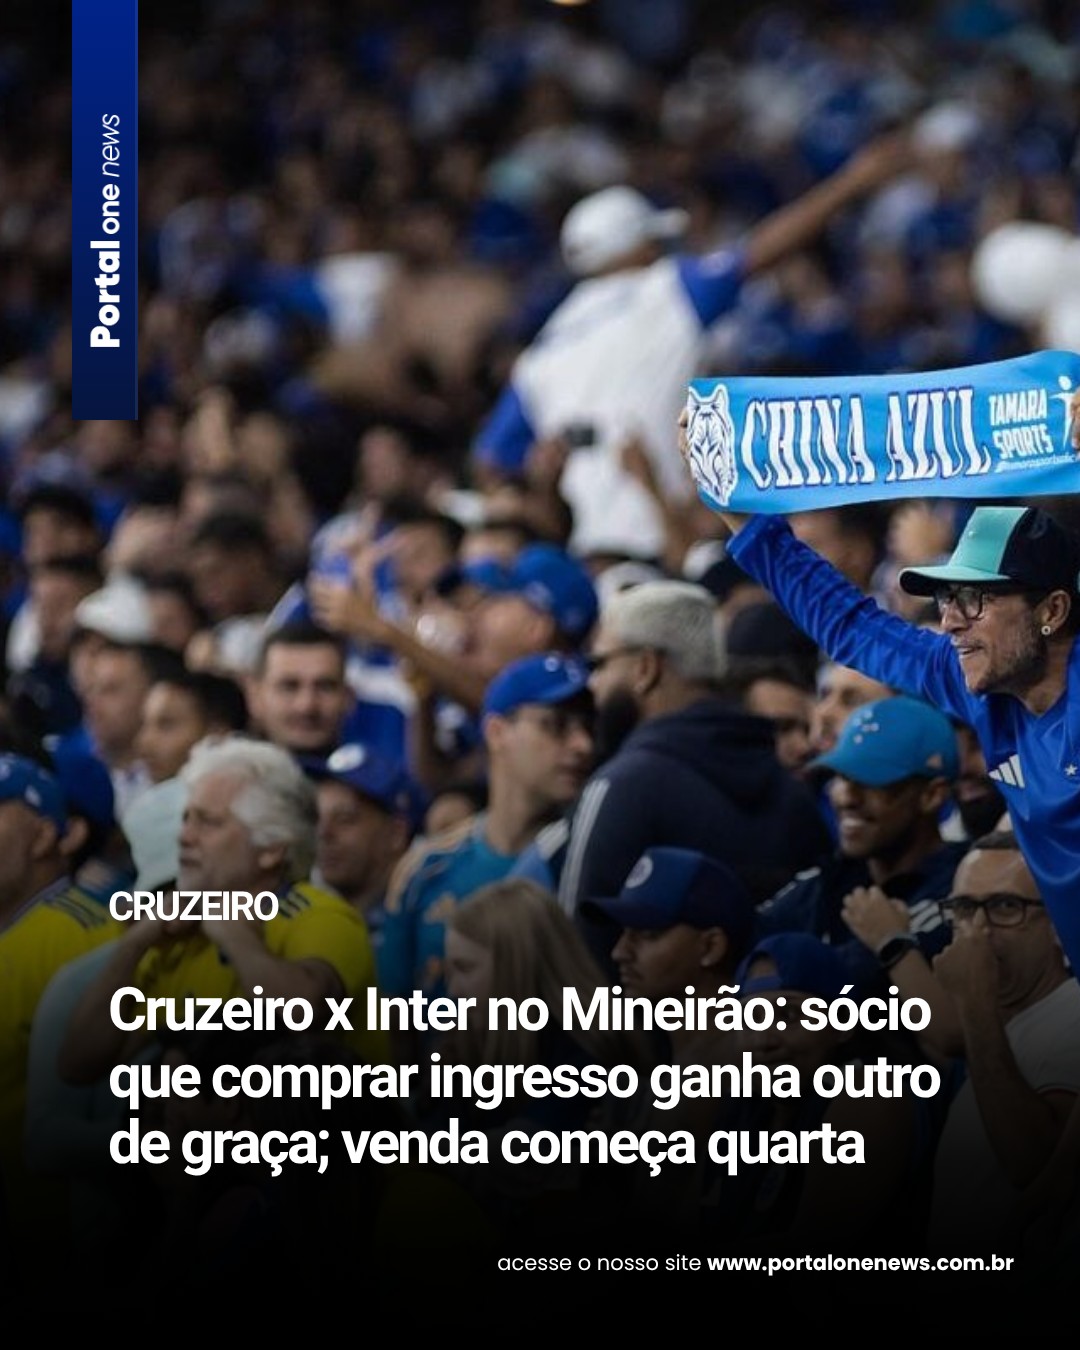 Portal one news
CHINA AZUL
TAMARA
SPORTS
CRUZEIRO
Cruzeiro x Inter no Mineirão: sócio
que comprar ingresso ganha outro
de graça; venda começa quarta
acesse o nosso site www.portalonenews.com.br